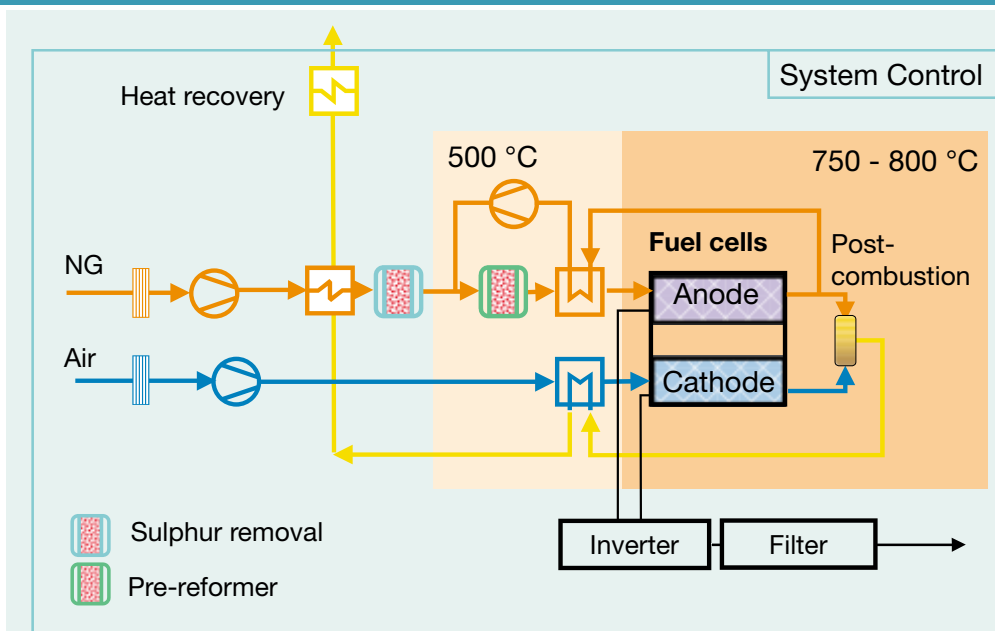 System Control
Heat recovery
500 °C
750 - 800 °C
Fuel cells
Post-
combustion
NG
Anode
Air
Cathode
Sulphur removal
Inverter
Filter
Pre-reformer